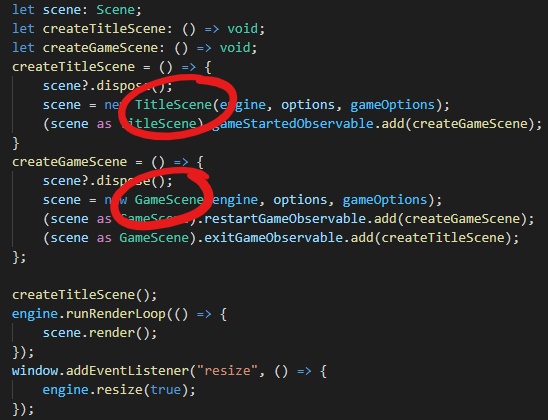 let scene: Scene;
let createTitleScene: () => void;
let createGameScene: () => void;
createTitleScene = () => {
scene?.dispose();
scene = new TitleScene(engine, options, gameOptions);
(scene as TitleScene).gameStartedObservable.add(createGameScene);
}
createGameScene = () => {
scene?.dispose();
scene = new GameScene(engine, options, gameOptions);
(scene as GameScene).restartGameObservable.add(createGameScene);
(scene as GameScene).exitGameObservable.add(createTitleScene);
};
createTitleScene();
engine.runRenderLoop(() => {
scene.render();
});
window.addEventListener("resize", () => {
engine.resize(true);
});